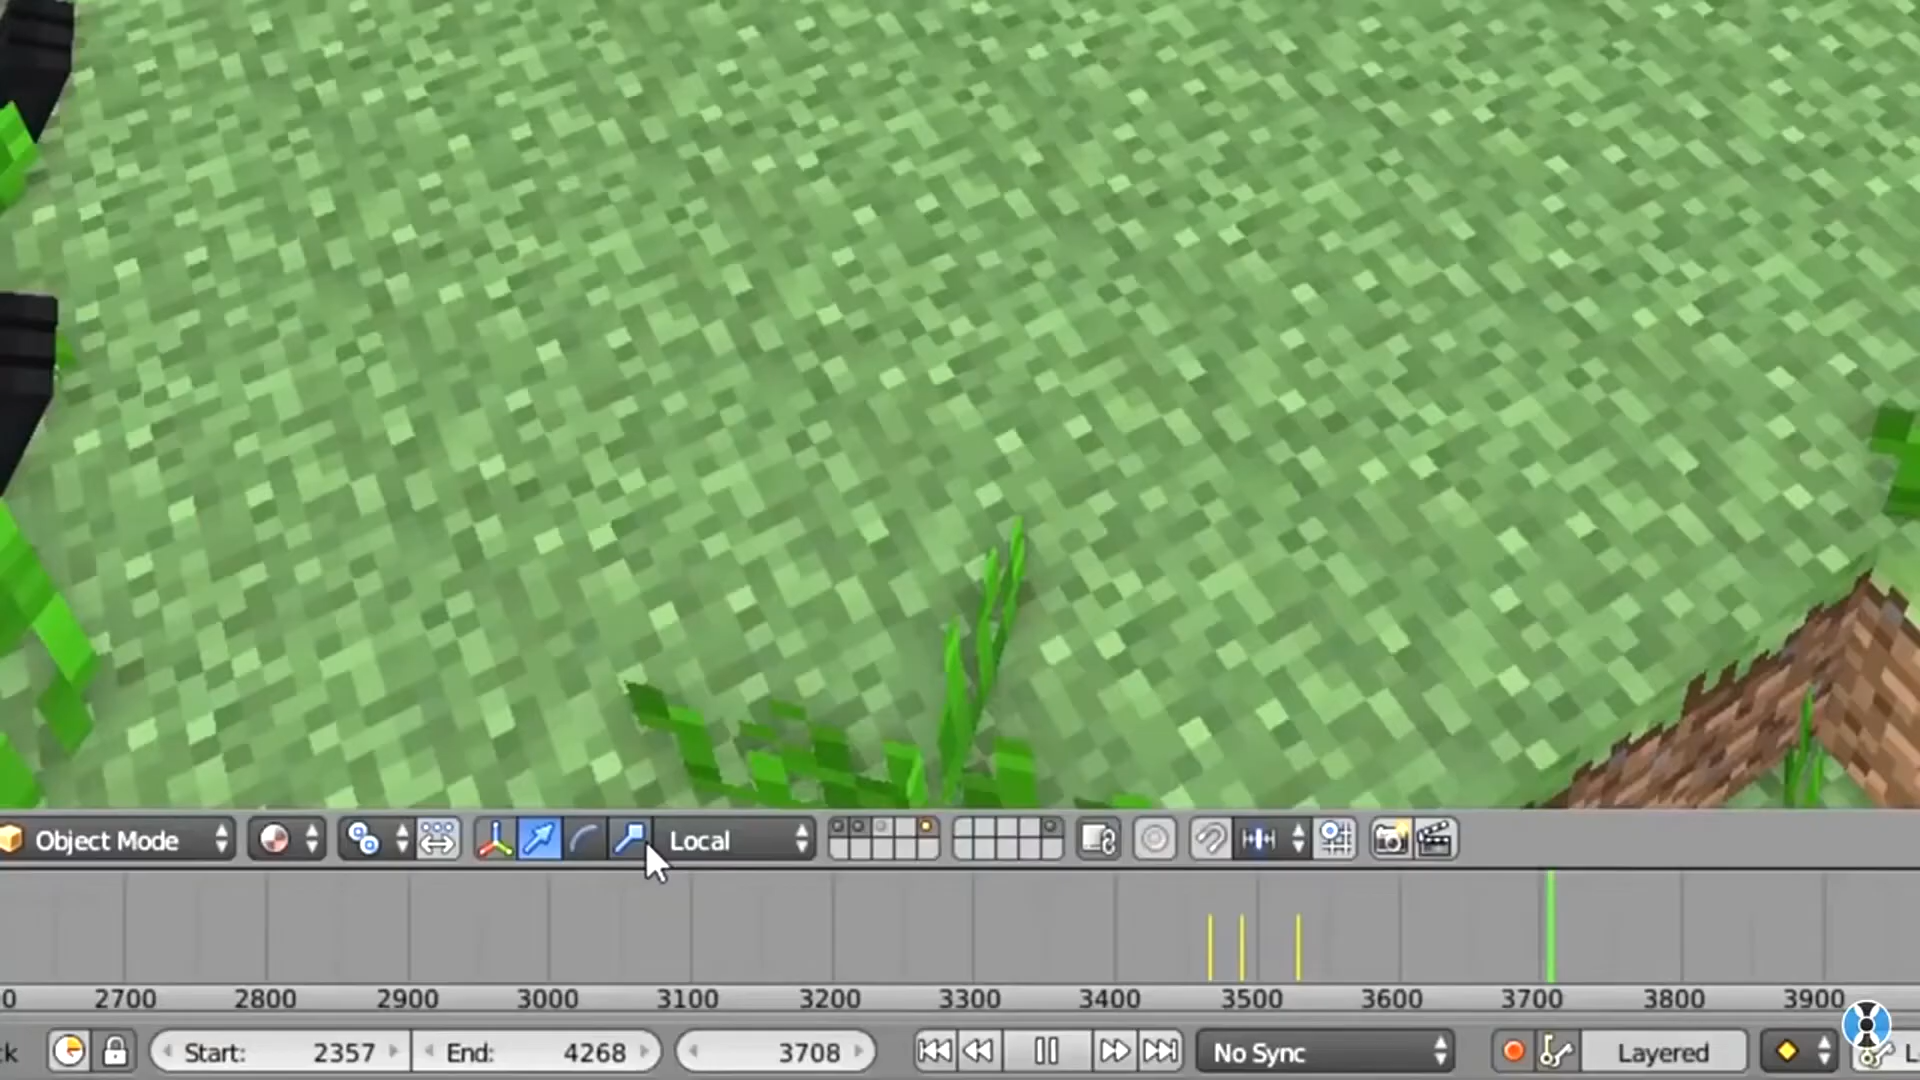 Object Mode Local
0 2700 2800 2900 3000 3100 3200 3300 3400 3500 3600 3700 3800 3900
k Start: 2357 End: 4268 3708 No Sync Layered L